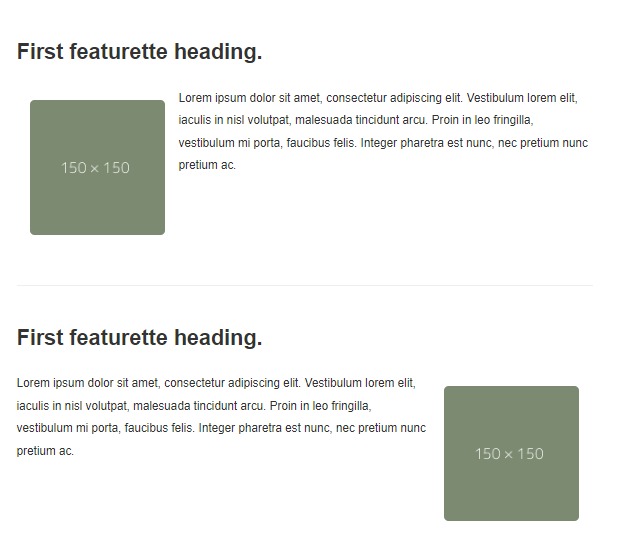 First featurette heading.
150 × 150
Lorem ipsum dolor sit amet, consectetur adipiscing elit. Vestibulum lorem elit,
iaculis in nisl volutpat, malesuada tincidunt arcu. Proin in leo fringilla,
vestibulum mi porta, faucibus felis. Integer pharetra est nunc, nec pretium nunc
pretium ac.
First featurette heading.
Lorem ipsum dolor sit amet, consectetur adipiscing elit. Vestibulum lorem elit,
iaculis in nisl volutpat, malesuada tincidunt arcu. Proin in leo fringilla,
vestibulum mi porta, faucibus felis. Integer pharetra est nunc, nec pretium nunc
pretium ac.
150 × 150